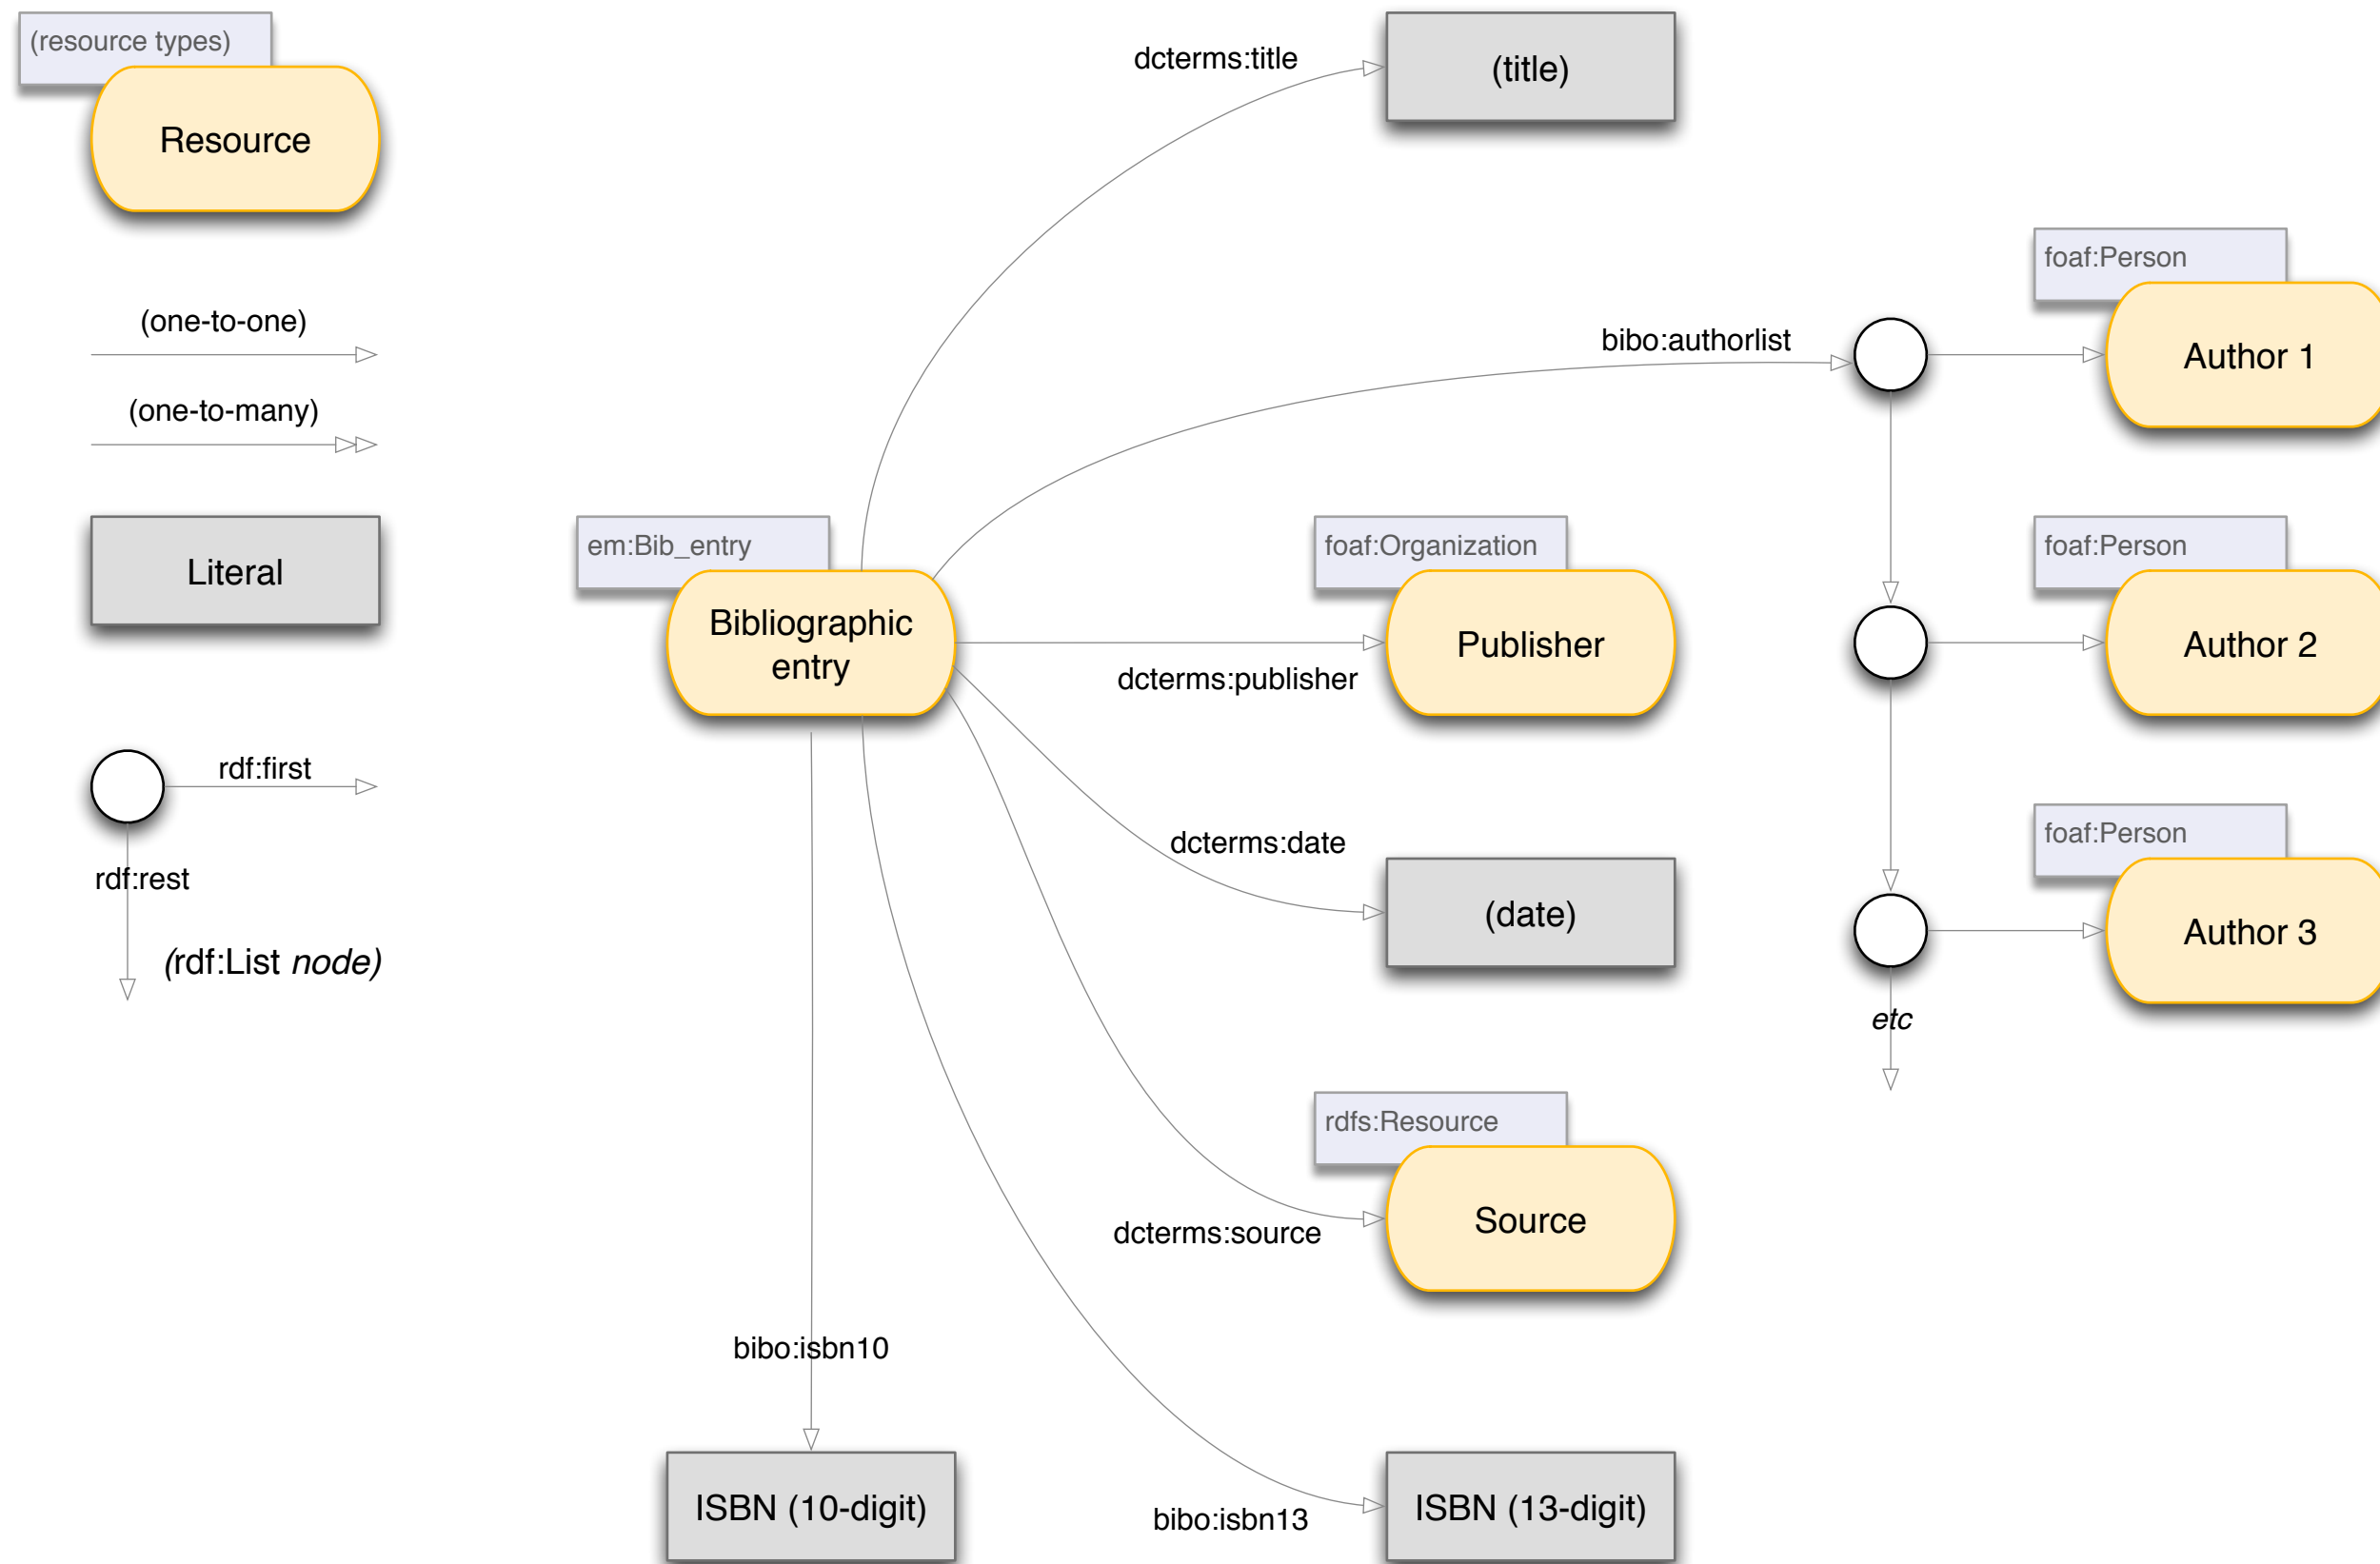 (resource types)
Resource
(one-to-one)
(one-to-many)
Literal
rdf:first
rdf:rest
(rdf:List node)
em:Bib_entry
Bibliographic
entry
dcterms:title
(title)
bibo:authorlist
foaf:Person
Author 1
foaf:Organization
Publisher
dcterms:publisher
foaf:Person
Author 2
dcterms:date
(date)
foaf:Person
Author 3
etc
rdfs:Resource
Source
dcterms:source
bibo:isbn10
ISBN (10-digit)
bibo:isbn13
ISBN (13-digit)